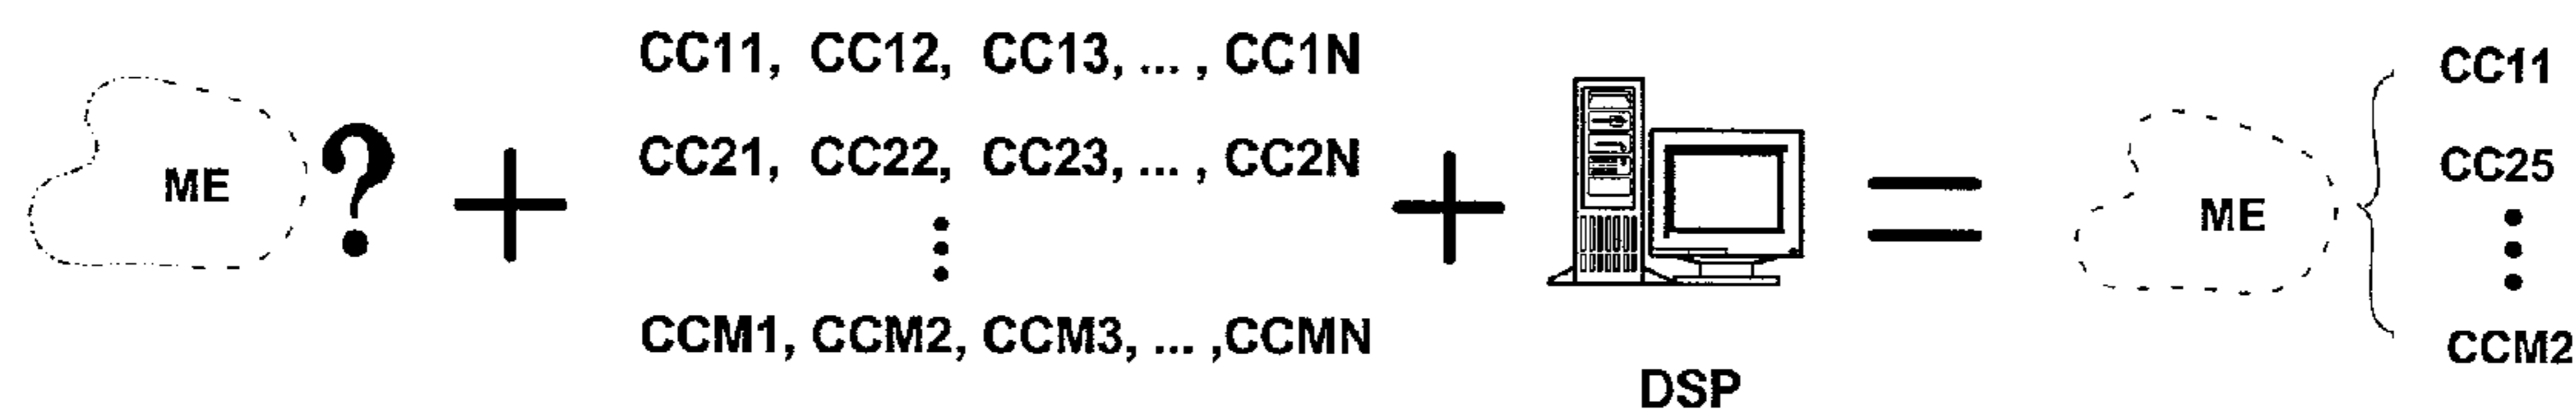 ME ?
+
CC11, CC12, CC13, ... , CC1N
CC21, CC22, CC23, ... , CC2N
⋮
CCM1, CCM2, CCM3, ... ,CCMN
+
DSP
=
ME
CC11
CC25
⋮
CCM2